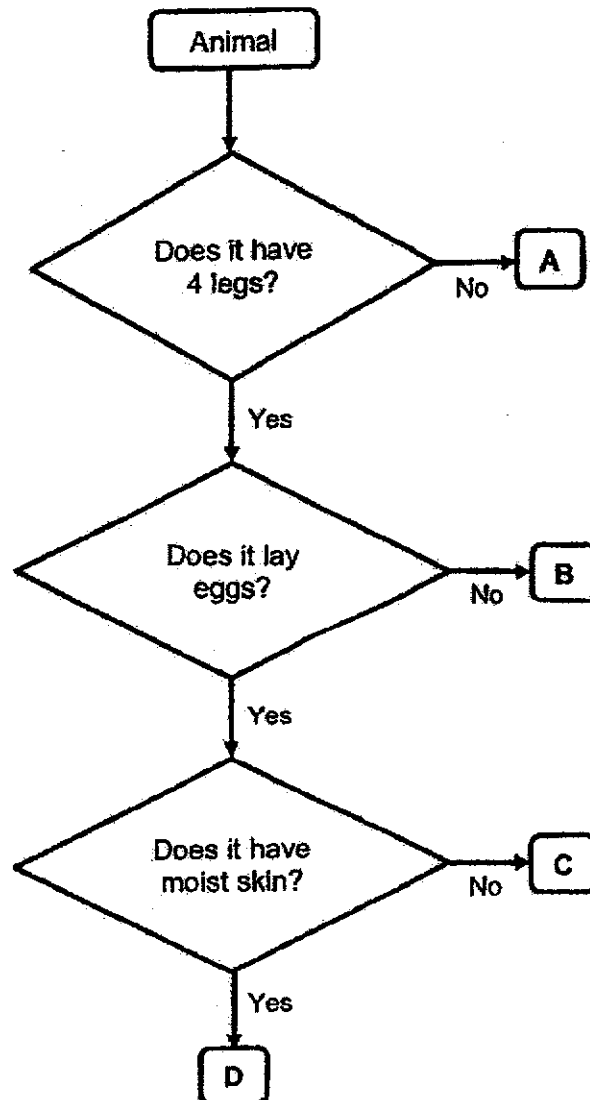 Animal
Does it have
4 legs?
No
A
Yes
Does it lay
eggs?
No
B
Yes
Does it have
moist skin?
No
C
Yes
D